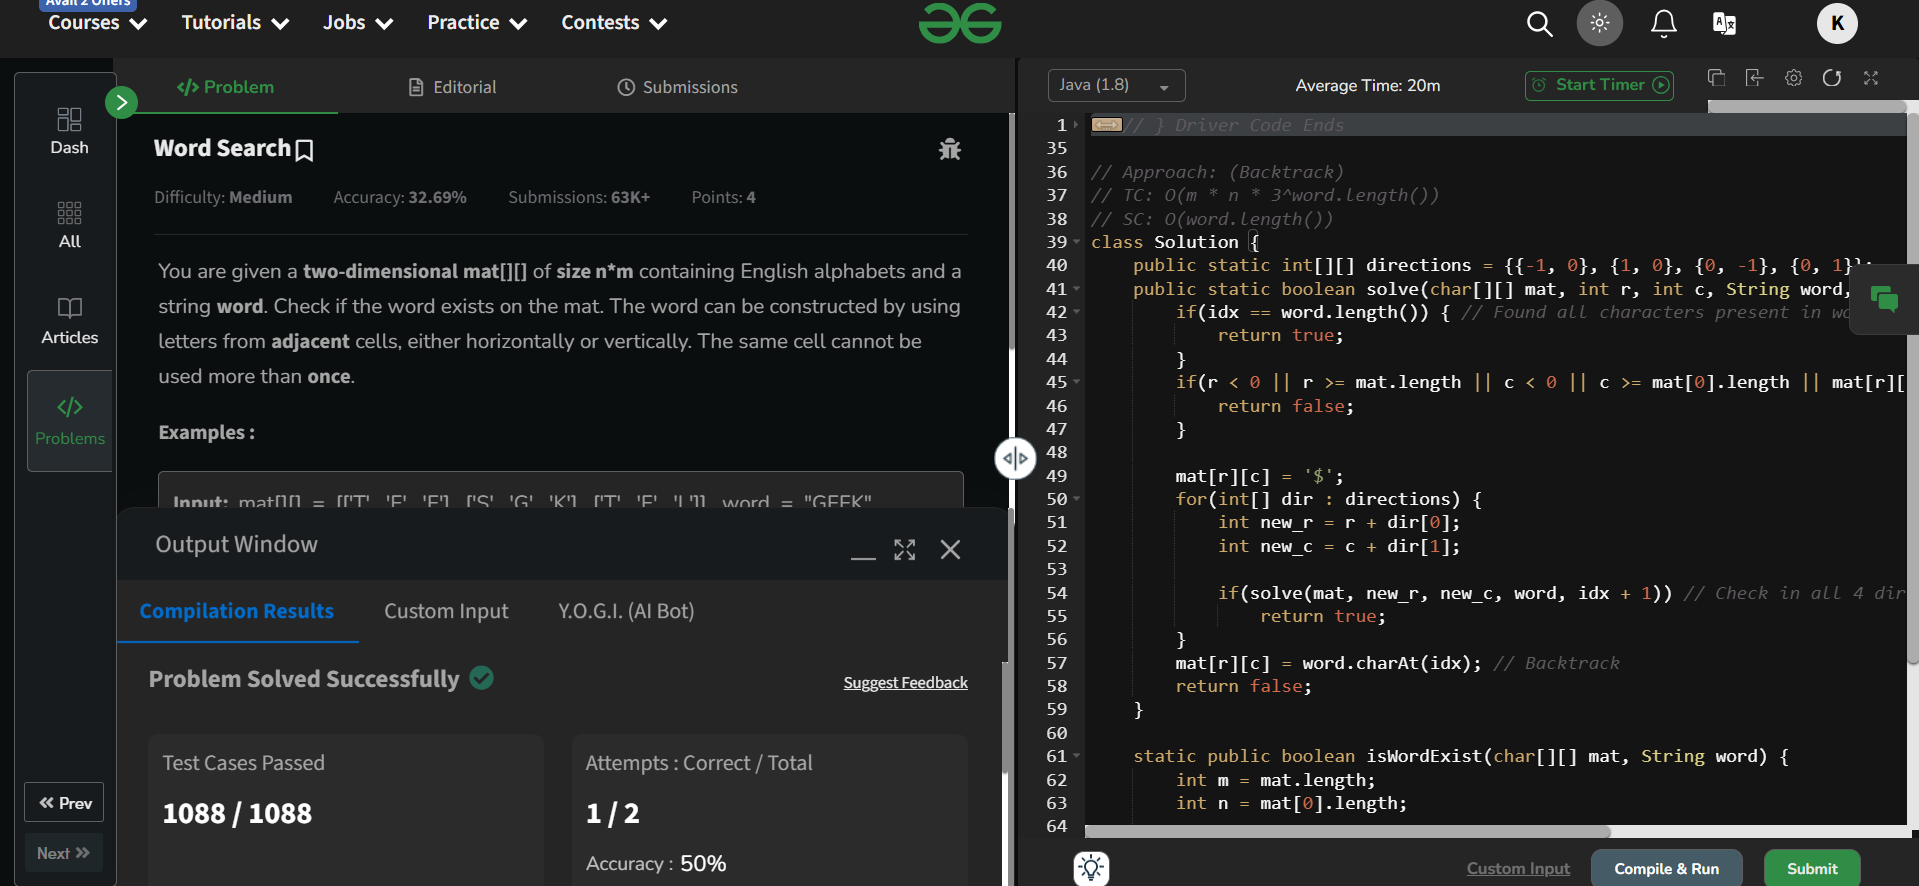 Avail 2 Offers
Courses
Tutorials
Jobs
Practice
Contests
K
Dash
All
Articles
</>
Problems
Prev
Next
</> Problem
Editorial
Submissions
Word Search
Difficulty: Medium
Accuracy: 32.69%
Submissions: 63K+
Points: 4
You are given a two-dimensional mat[][] of size n*m containing English alphabets and a
string word. Check if the word exists on the mat. The word can be constructed by using
letters from adjacent cells, either horizontally or vertically. The same cell cannot be
used more than once.
Examples :
Input: mat[][] = [['T', 'E', 'E'], ['S', 'G', 'K'], ['T', 'E', 'L']], word = "GEEK"
Output Window
Compilation Results
Custom Input
Y.O.G.I. (AI Bot)
Problem Solved Successfully
Suggest Feedback
Test Cases Passed
1088 / 1088
Attempts : Correct / Total
1 / 2
Accuracy : 50%
Java (1.8)
Average Time: 20m
Start Timer
1 // } Driver Code Ends
35
36 // Approach: (Backtrack)
37 // TC: O(m * n * 3^word.length())
38 // SC: O(word.length())
39 class Solution {
40 public static int[][] directions = {{-1, 0}, {1, 0}, {0, -1}, {0, 1}};
41 public static boolean solve(char[][] mat, int r, int c, String word,
42 if(idx == word.length()) { // Found all characters present in wo
43 return true;
44 }
45 if(r < 0 || r >= mat.length || c < 0 || c >= mat[0].length || mat[r][
46 return false;
47 }
48
49 mat[r][c] = '$';
50 for(int[] dir : directions) {
51 int new_r = r + dir[0];
52 int new_c = c + dir[1];
53
54 if(solve(mat, new_r, new_c, word, idx + 1)) // Check in all 4 dir
55 return true;
56 }
57 mat[r][c] = word.charAt(idx); // Backtrack
58 return false;
59 }
60
61 static public boolean isWordExist(char[][] mat, String word) {
62 int m = mat.length;
63 int n = mat[0].length;
64
Custom Input
Compile & Run
Submit